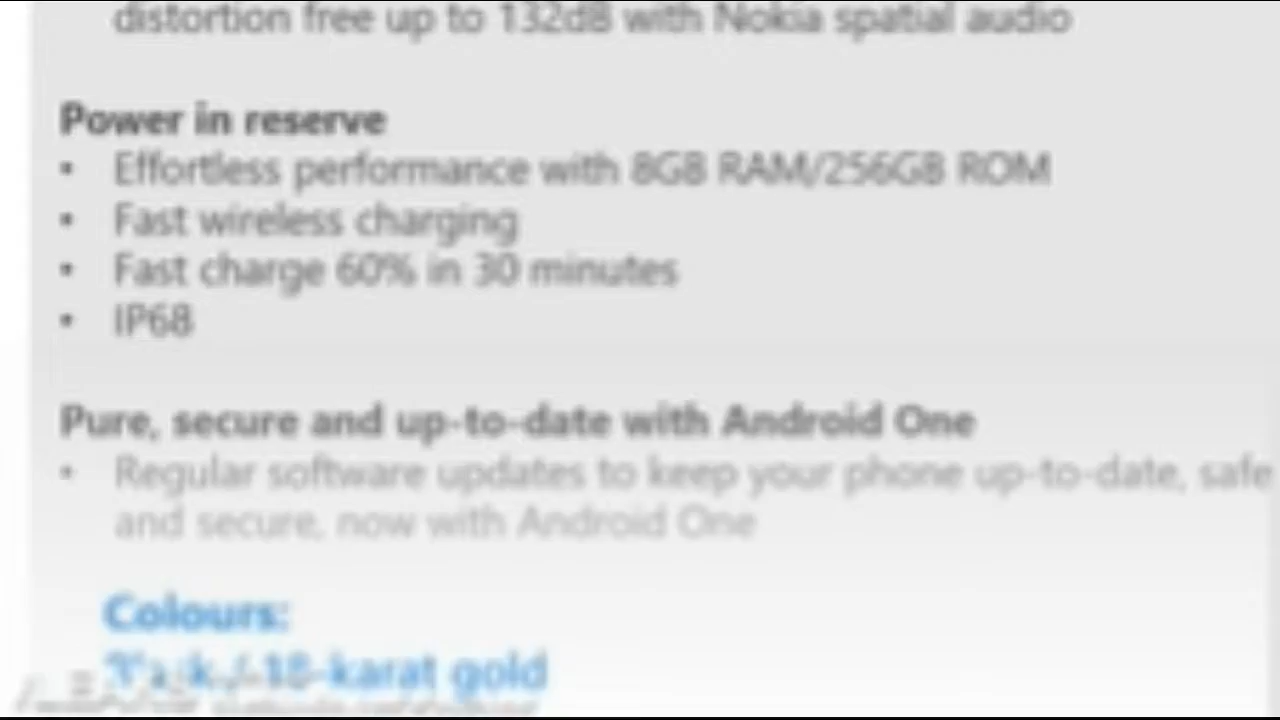 distortion free up to 132dB with Nokia spatial audio
Power in reserve
• Effortless performance with 8GB RAM/256GB ROM
• Fast wireless charging
• Fast charge 60% in 30 minutes
• IP68
Pure, secure and up-to-date with Android One
• Regular software updates to keep your phone up-to-date, safe
and secure, now with Android One
Colours:
/ 18-karat gold